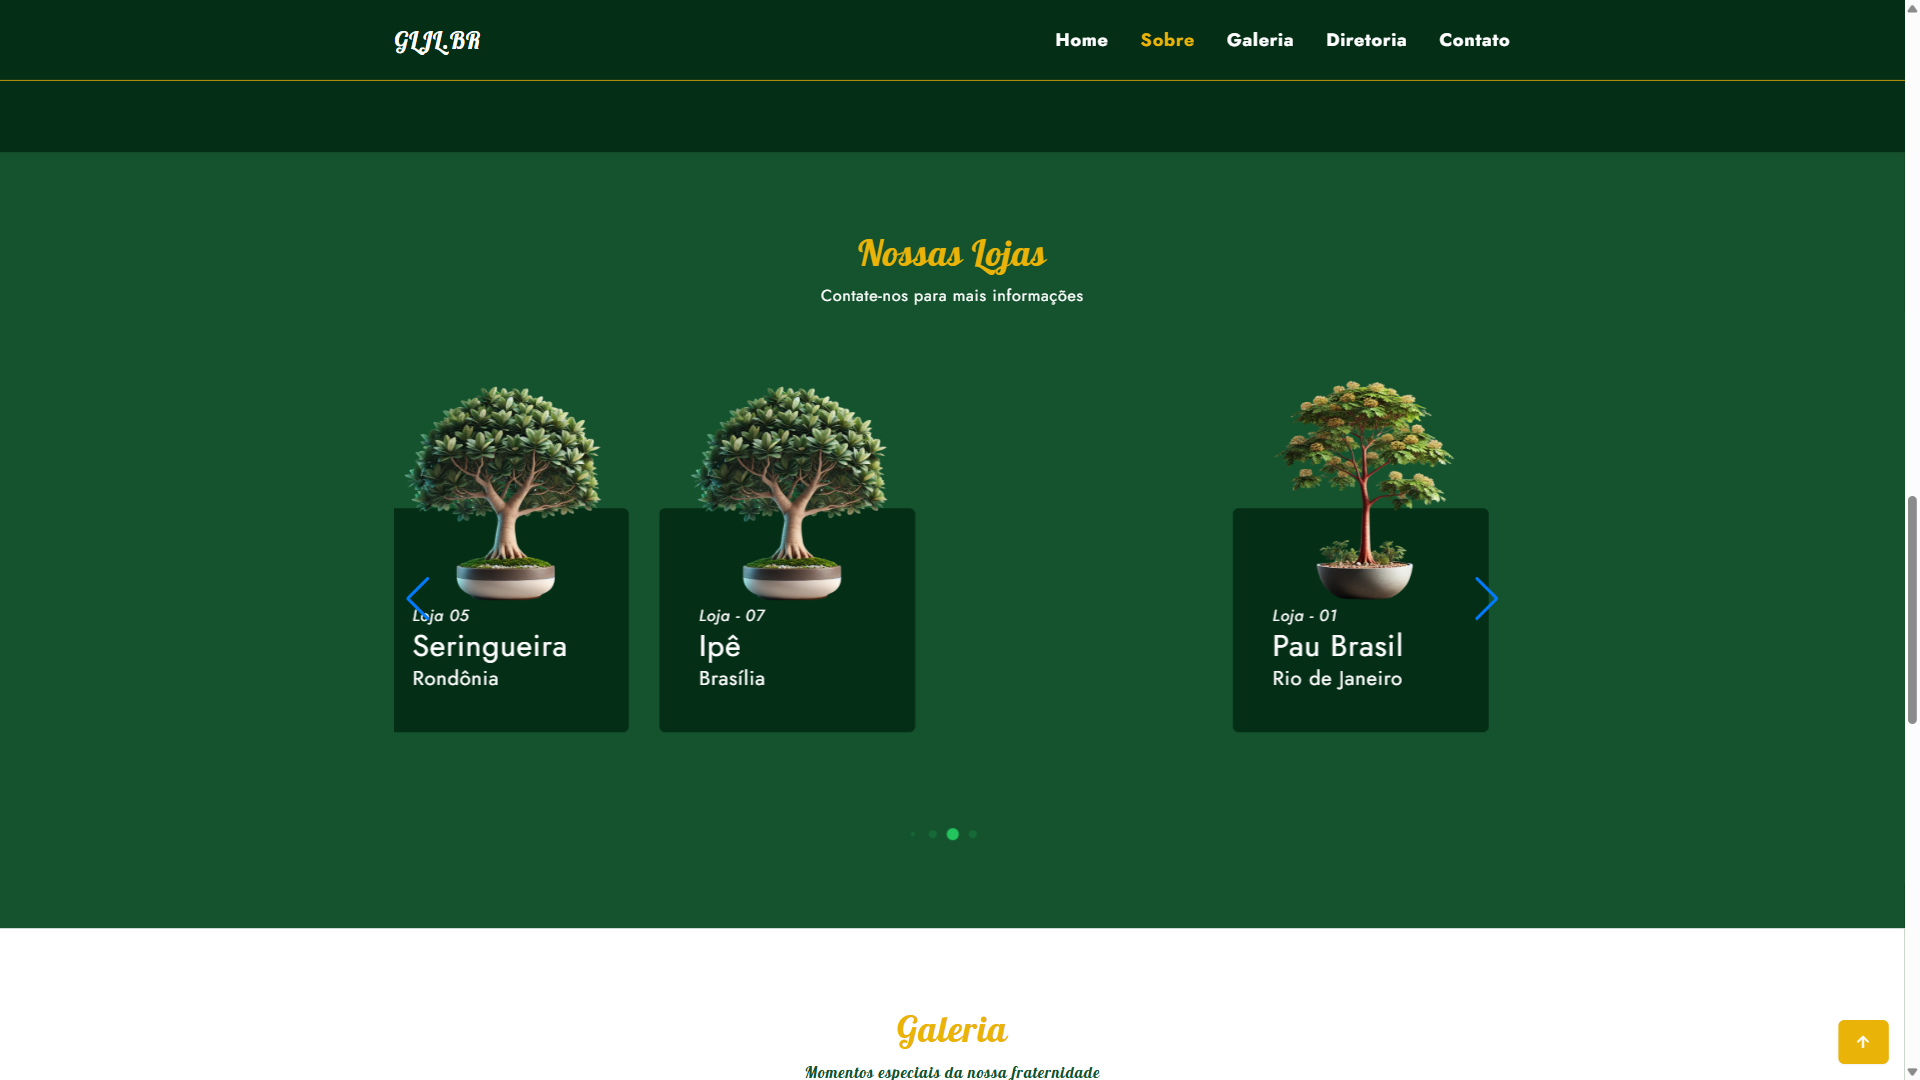 GLJL.BR
Home Sobre Galeria Diretoria Contato
Nossas Lojas
Contate-nos para mais informações
Loja 05
Seringueira
Rondônia
Loja - 07
Ipê
Brasília
Loja - 01
Pau Brasil
Rio de Janeiro
Galeria
Momentos especiais da nossa fraternidade